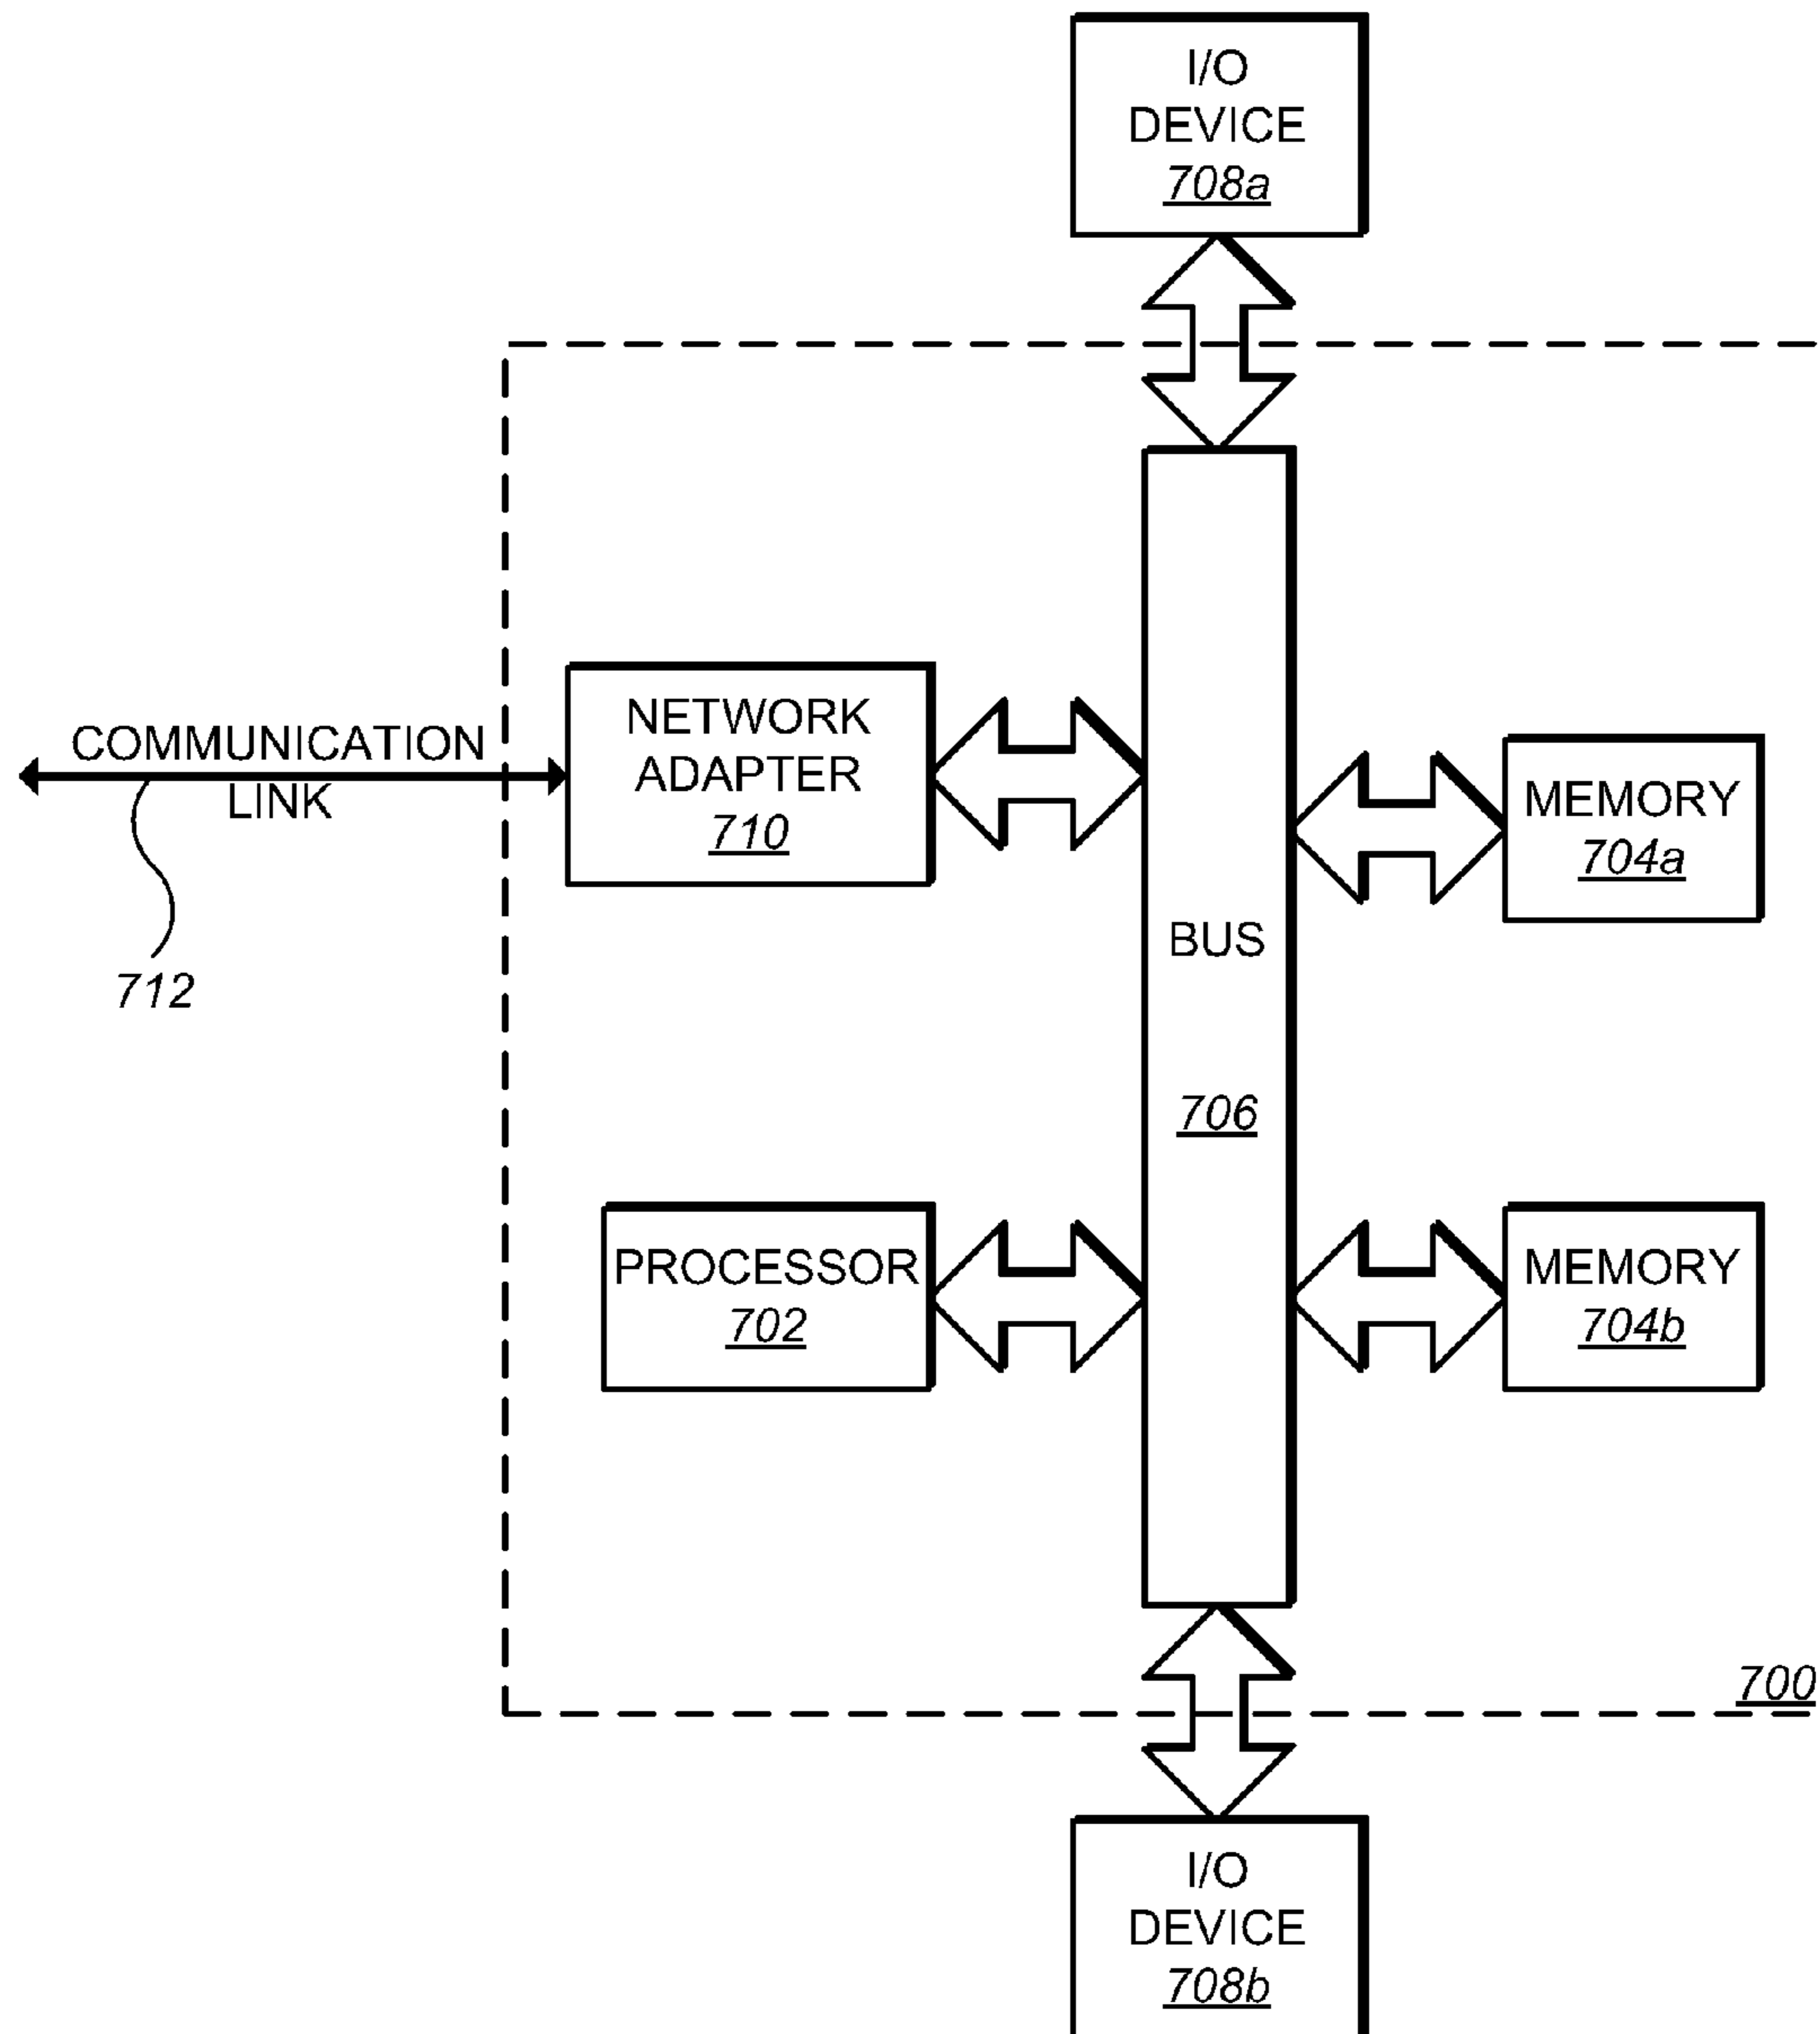 I/O
DEVICE
708a
COMMUNICATION
LINK
712
NETWORK
ADAPTER
710
BUS
706
MEMORY
704a
PROCESSOR
702
MEMORY
704b
700
I/O
DEVICE
708b